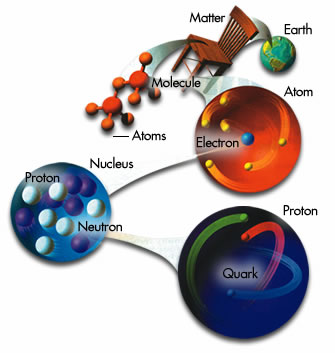 Matter
Earth
Molecule
Atom
Atoms
Electron
Nucleus
Proton
Neutron
Proton
Quark